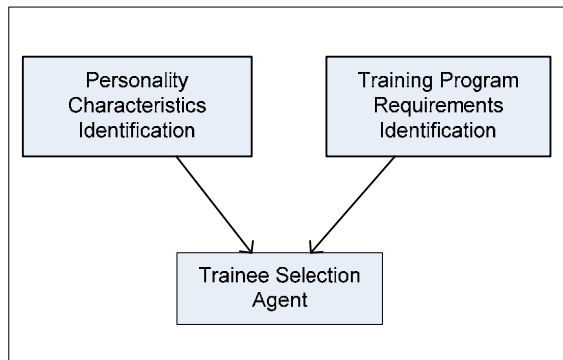 Personality
Characteristics
Identification
Training Program
Requirements
Identification
Trainee Selection
Agent